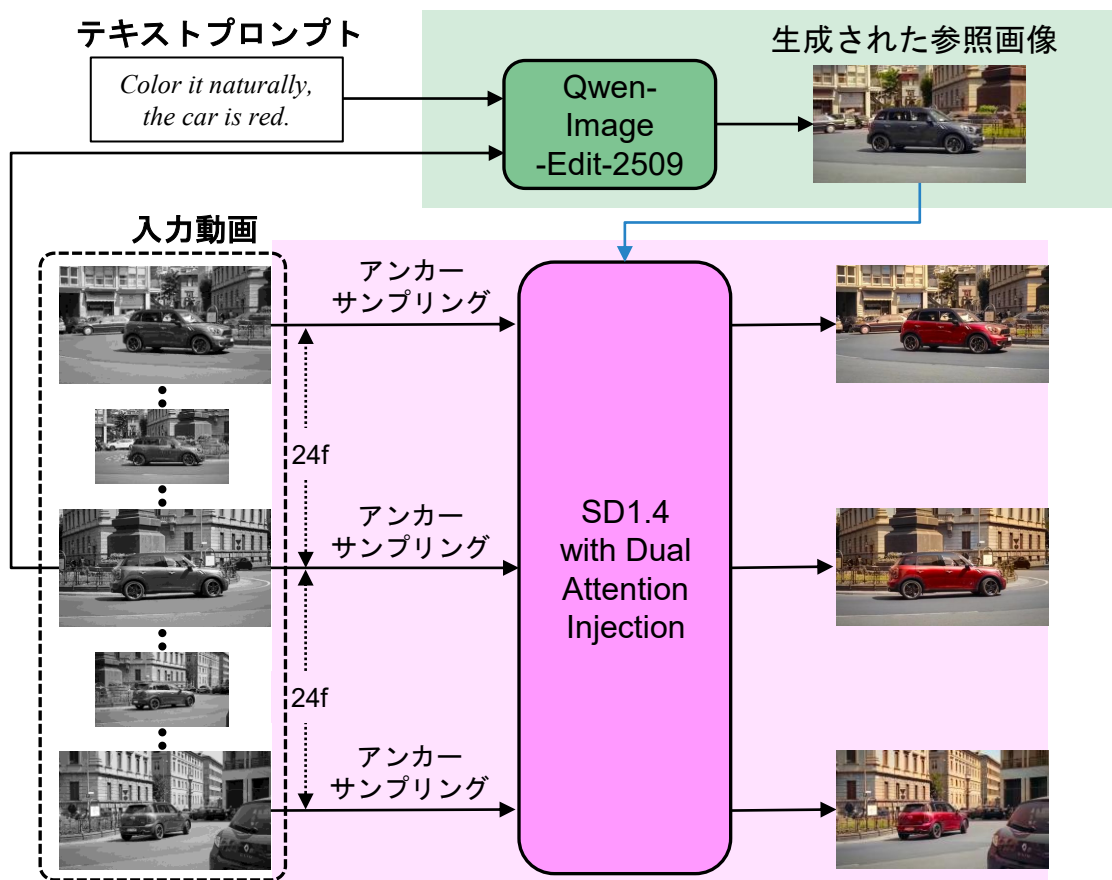 テキストプロンプト
Color it naturally,
the car is red.
Qwen-
Image
-Edit-2509
生成された参照画像
入力動画
アンカー
サンプリング
24f
アンカー
サンプリング
SD1.4
with Dual
Attention
Injection
24f
アンカー
サンプリング